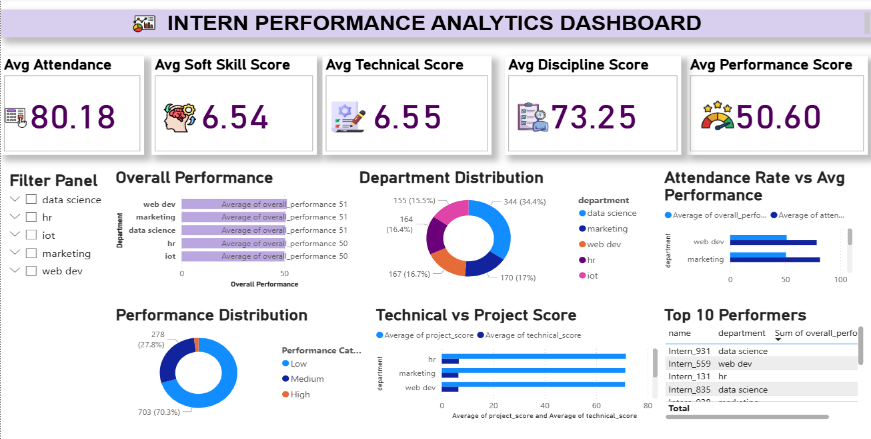 INTERN PERFORMANCE ANALYTICS DASHBOARD
Avg Attendance
80.18
Avg Soft Skill Score
6.54
Avg Technical Score
6.55
Avg Discipline Score
73.25
Avg Performance Score
50.60
Filter Panel
data science
hr
iot
marketing
web dev
Overall Performance
Department
web dev
Average of overall_performance 51
marketing
Average of overall_performance 51
data science
Average of overall_performance 51
hr
Average of overall_performance 50
iot
Average of overall_performance 50
0
50
Overall Performance
Department Distribution
155 (15.5%)
344 (34.4%)
164
(16.4%)
167 (16.7%)
170 (17%)
department
data science
marketing
web dev
hr
iot
Attendance Rate vs Avg
Performance
Average of overall_perfo...
Average of atten...
department
web dev
marketing
0
50
100
Performance Distribution
278
(27.8%)
703 (70.3%)
Performance Cat...
Low
Medium
High
Technical vs Project Score
Average of project_score
Average of technical_score
department
hr
marketing
web dev
0
20
40
60
80
Average of project_score and Average of technical_score
Top 10 Performers
name department Sum of overall_perfo
Intern_931 data science
Intern_559 web dev
Intern_131 hr
Intern_835 data science
Total